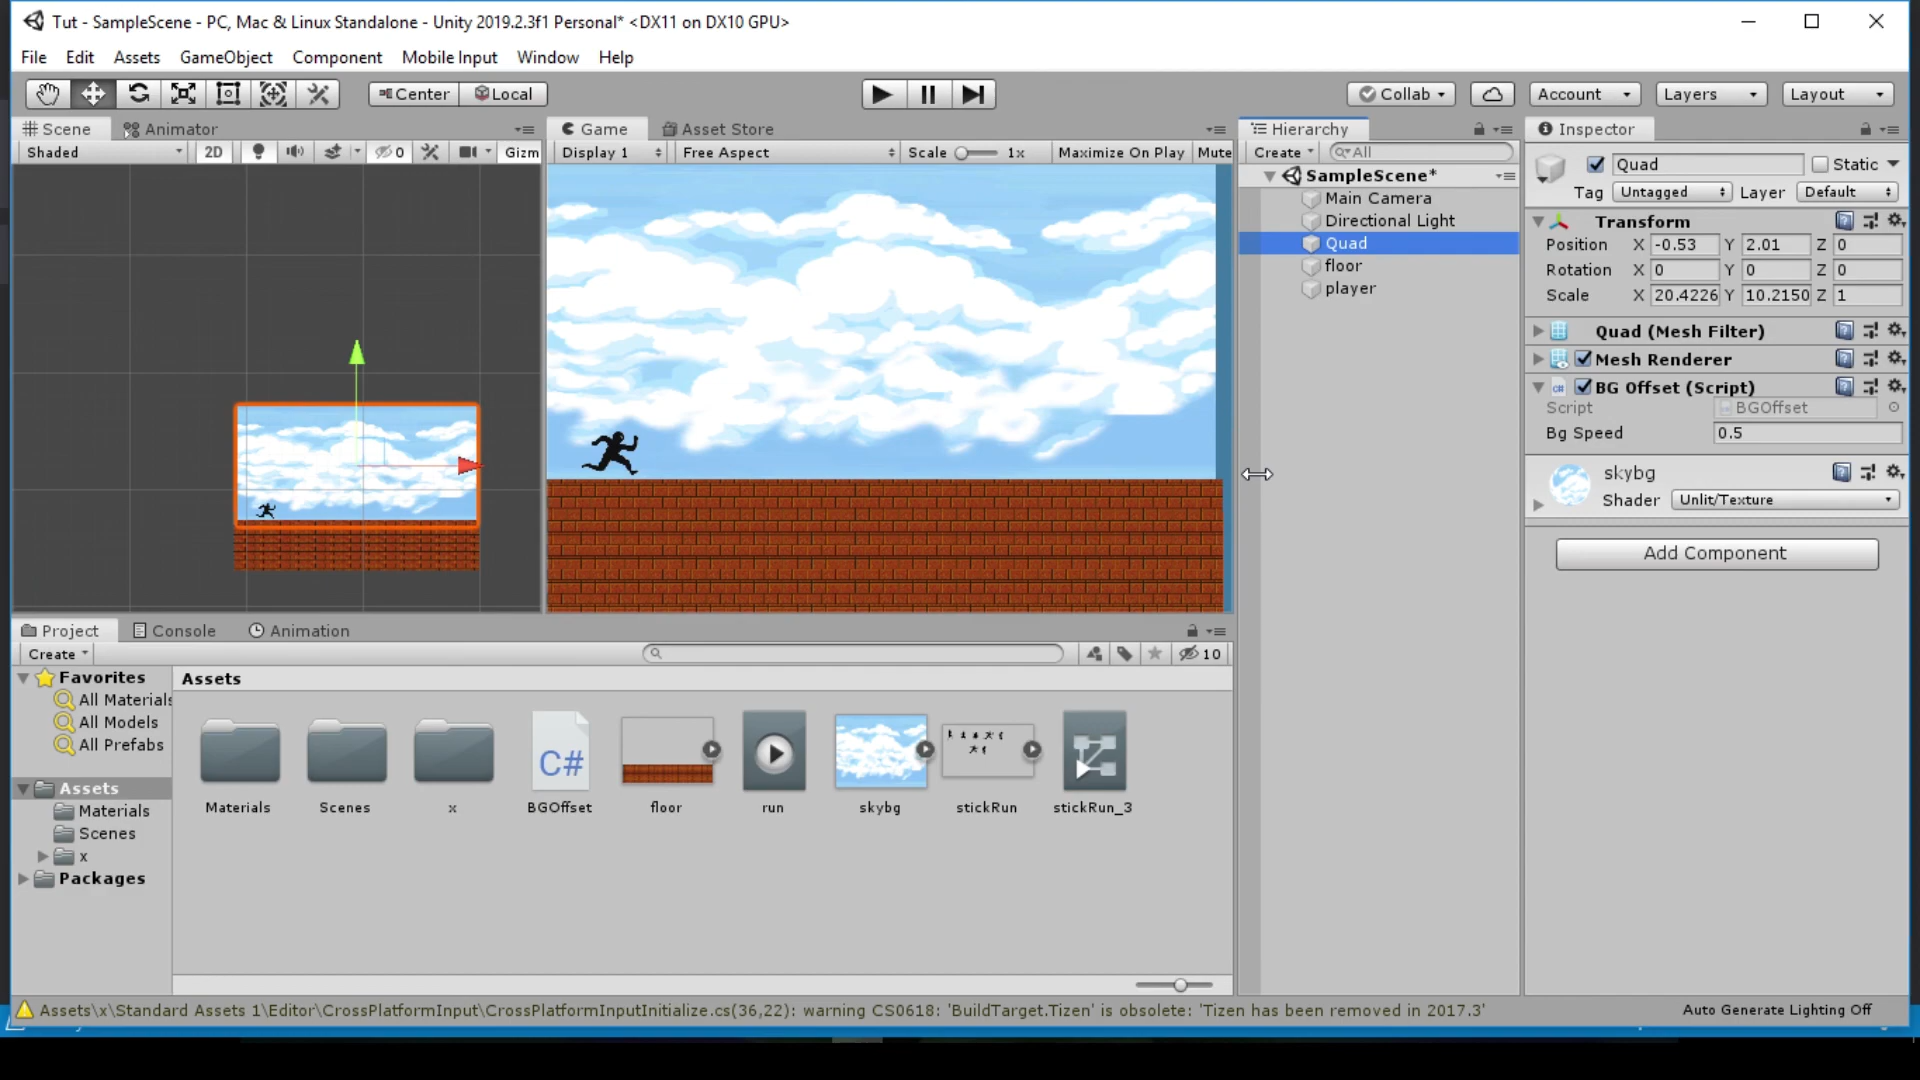 Tut - SampleScene - PC, Mac & Linux Standalone - Unity 2019.2.3f1 Personal* <DX11 on DX10 GPU>
File Edit Assets GameObject Component Mobile Input Window Help
Center Local Collab Account Layers Layout
Scene Animator Game Asset Store Hierarchy Inspector
Shaded 2D 0 Gizm Display 1 Free Aspect Scale 1x Maximize On Play Mute Create All
SampleScene*
Main Camera
Directional Light
Quad
floor
player
Quad Static
Tag Untagged Layer Default
Transform
Position X -0.53 Y 2.01 Z 0
Rotation X 0 Y 0 Z 0
Scale X 20.4226 Y 10.2150 Z 1
Quad (Mesh Filter)
Mesh Renderer
C# BG Offset (Script)
Script BGOffset
Bg Speed 0.5
skybg
Shader Unlit/Texture
Add Component
Project Console Animation
Create 10
Favorites
All Materials
All Models
All Prefabs
Assets
Materials
Scenes
x
Packages
Assets
C#
Materials Scenes x BGOffset floor run skybg stickRun stickRun_3
Assets\x\Standard Assets 1\Editor\CrossPlatformInput\CrossPlatformInputInitialize.cs(36,22): warning CS0618: 'BuildTarget.Tizen' is obsolete: 'Tizen has been removed in 2017.3'
Auto Generate Lighting Off